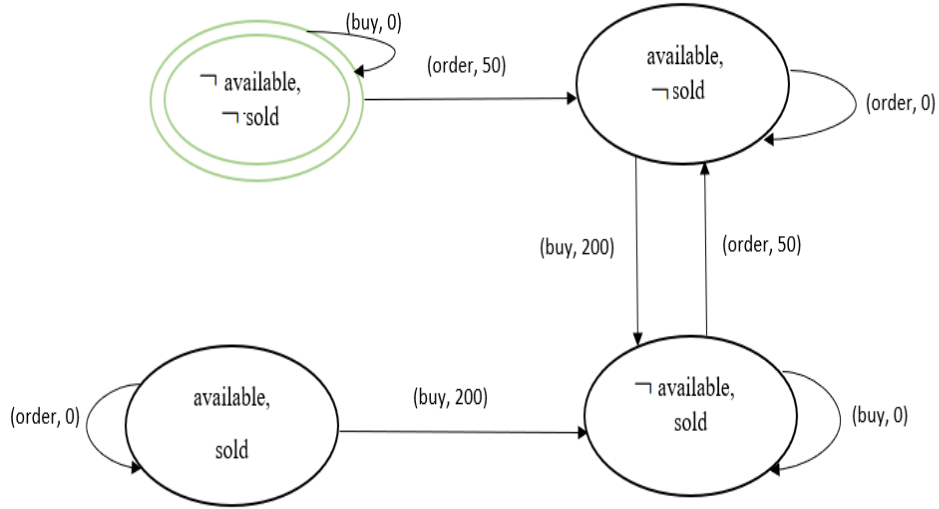 (buy, 0)
¬ available,
¬ sold
(order, 50)
available,
¬ sold
(order, 0)
(buy, 200)
(order, 50)
available,
sold
(order, 0)
(buy, 200)
¬ available,
sold
(buy, 0)